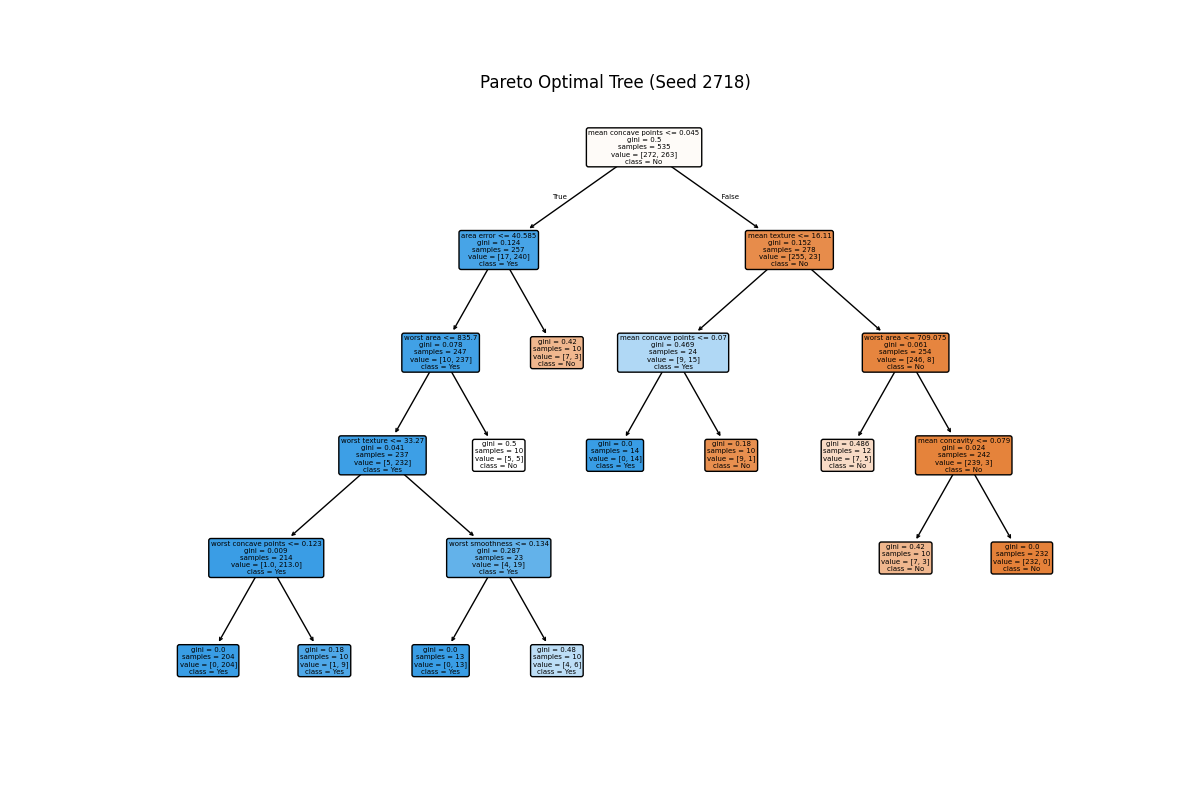 Pareto Optimal Tree (Seed 2718)
mean concave points <= 0.045
gini = 0.5
samples = 535
value = [272, 263]
class = No
True
False
area error <= 40.585
gini = 0.124
samples = 257
value = [17, 240]
class = Yes
mean texture <= 16.11
gini = 0.152
samples = 278
value = [255, 23]
class = No
worst area <= 835.7
gini = 0.078
samples = 247
value = [10, 237]
class = Yes
gini = 0.42
samples = 10
value = [7, 3]
class = No
mean concave points <= 0.07
gini = 0.469
samples = 24
value = [9, 15]
class = Yes
worst area <= 709.075
gini = 0.061
samples = 254
value = [246, 8]
class = No
worst texture <= 33.27
gini = 0.041
samples = 237
value = [5, 232]
class = Yes
gini = 0.5
samples = 10
value = [5, 5]
class = No
gini = 0.0
samples = 14
value = [0, 14]
class = Yes
gini = 0.18
samples = 10
value = [9, 1]
class = No
gini = 0.486
samples = 12
value = [7, 5]
class = No
mean concavity <= 0.079
gini = 0.024
samples = 242
value = [239, 3]
class = No
worst concave points <= 0.123
gini = 0.009
samples = 214
value = [1.0, 213.0]
class = Yes
worst smoothness <= 0.134
gini = 0.287
samples = 23
value = [4, 19]
class = Yes
gini = 0.42
samples = 10
value = [7, 3]
class = No
gini = 0.0
samples = 232
value = [232, 0]
class = No
gini = 0.0
samples = 204
value = [0, 204]
class = Yes
gini = 0.18
samples = 10
value = [1, 9]
class = Yes
gini = 0.0
samples = 13
value = [0, 13]
class = Yes
gini = 0.48
samples = 10
value = [4, 6]
class = Yes